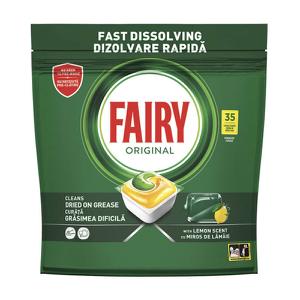 FAST DISSOLVING
DIZOLVARE RAPIDĂ
FAIRY
ORIGINAL
35
CLEANS
DRIED ON GREASE
CURĂȚĂ
GRĂSIMEA DIFICILĂ
WITH LEMON SCENT
CU MIROS DE LĂMÂIE